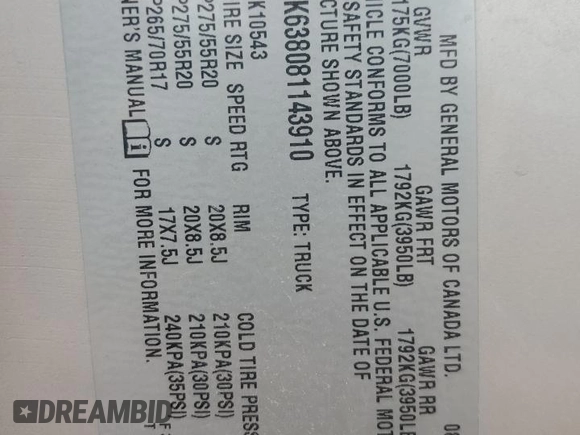 MFD BY GENERAL MOTORS OF CANADA LTD. 08
GVWR GAWR FRT GAWR RR
175KG(7000LB) 1792KG(3950LB) 1792KG(3950LB
ICLE CONFORMS TO ALL APPLICABLE U.S. FEDERAL MOT
SAFETY STANDARDS IN EFFECT ON THE DATE OF
CTURE SHOWN ABOVE.
K638081143910 TYPE: TRUCK
K10543
IRE SIZE SPEED RTG RIM COLD TIRE PRESS
P275/55R20 S 20X8.5J 210KPA(30PSI)
P275/55R20 S 20X8.5J 210KPA(30PSI)
P265/70R17 S 17X7.5J 240KPA(35PSI)
NER'S MANUAL FOR MORE INFORMATION.
DREAMBID